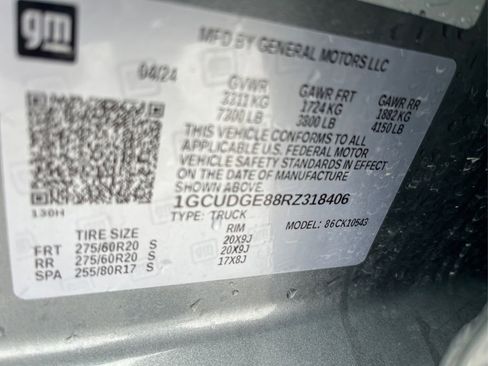 gm
MFD BY GENERAL MOTORS LLC
04/24
GVWR GAWR FRT GAWR RR
3311 KG 1724 KG 1882 KG
7300 LB 3800 LB 4150 LB
THIS VEHICLE CONFORMS TO ALL
APPLICABLE U.S. FEDERAL MOTOR
VEHICLE SAFETY STANDARDS IN EFFECT
ON THE DATE OF MANUFACTURE
SHOWN ABOVE.
1GCUDGE88RZ318406
TYPE: TRUCK MODEL: 86CK10543
130H
TIRE SIZE RIM
FRT 275/60R20 S 20X9J
RR 275/60R20 S 20X9J
SPA 255/80R17 S 17X8J